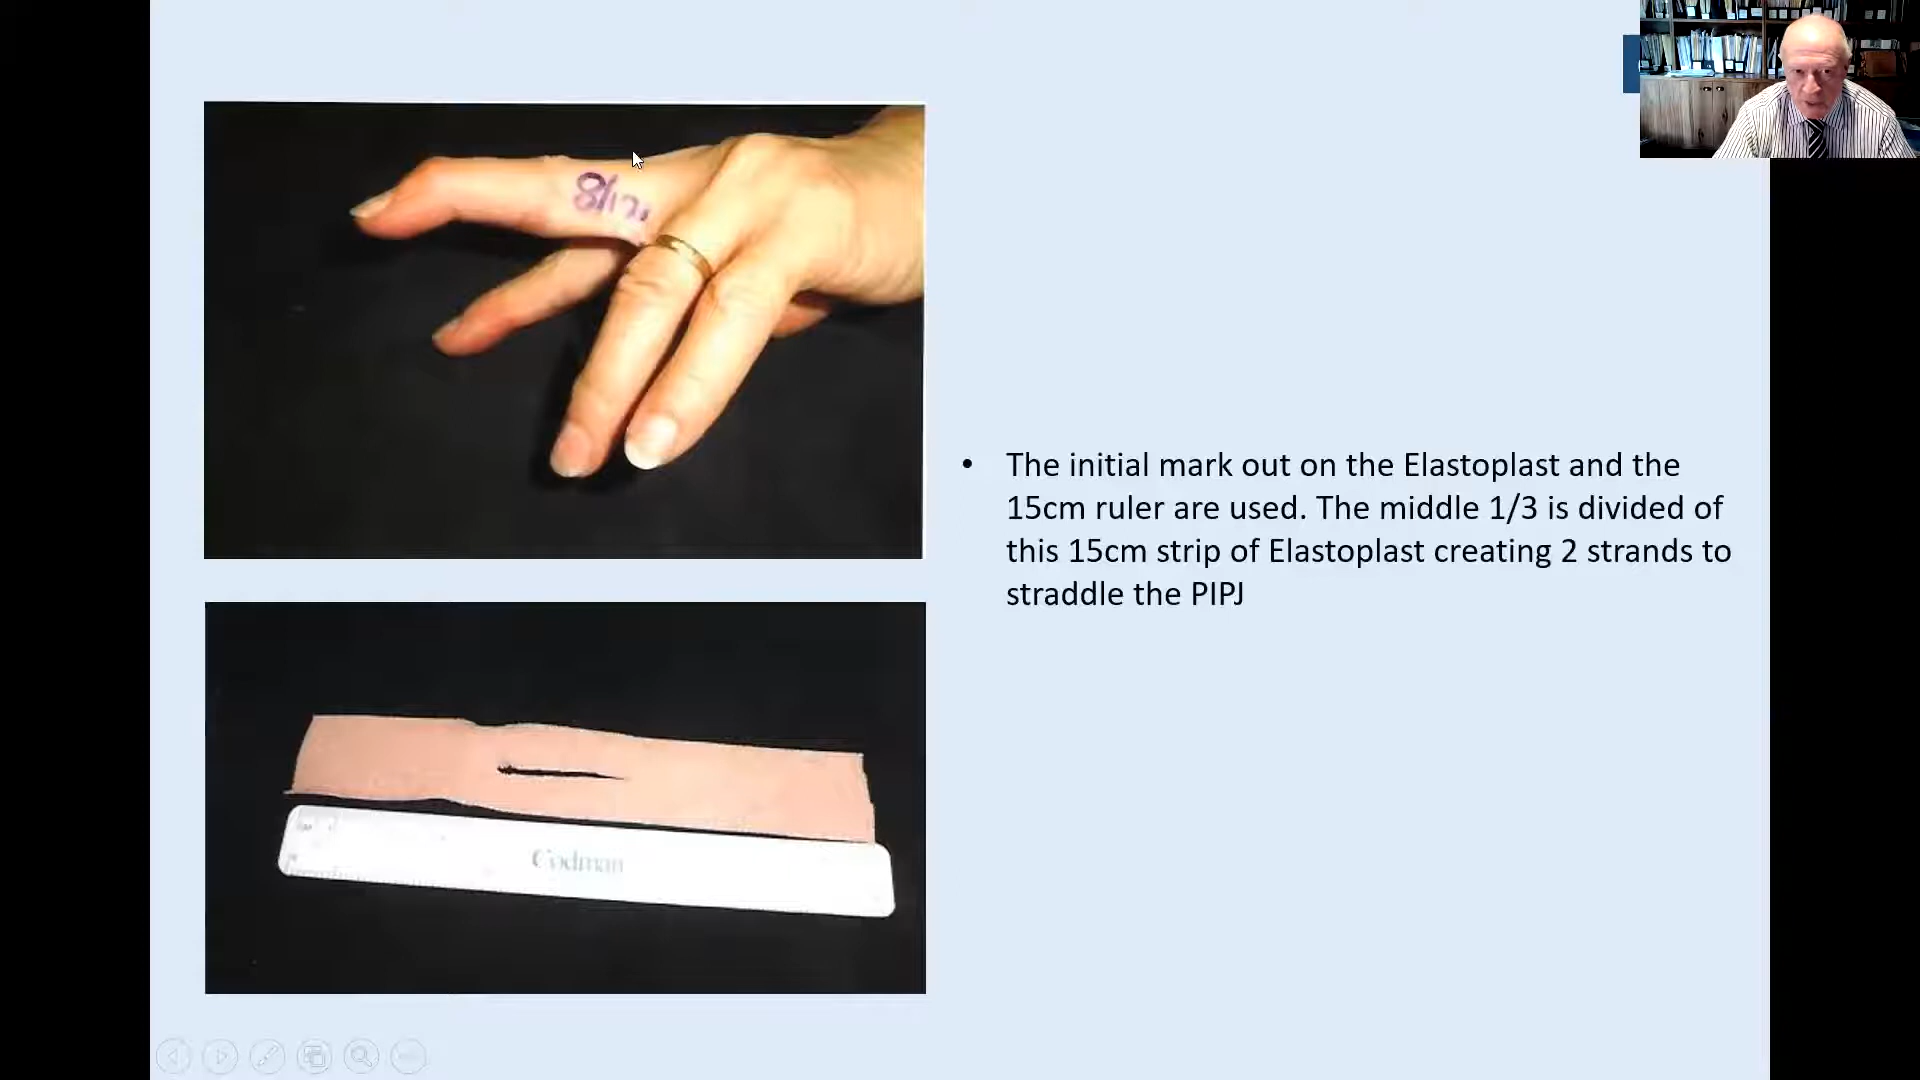 • The initial mark out on the Elastoplast and the
15cm ruler are used. The middle 1/3 is divided of
this 15cm strip of Elastoplast creating 2 strands to
straddle the PIPJ
Codman